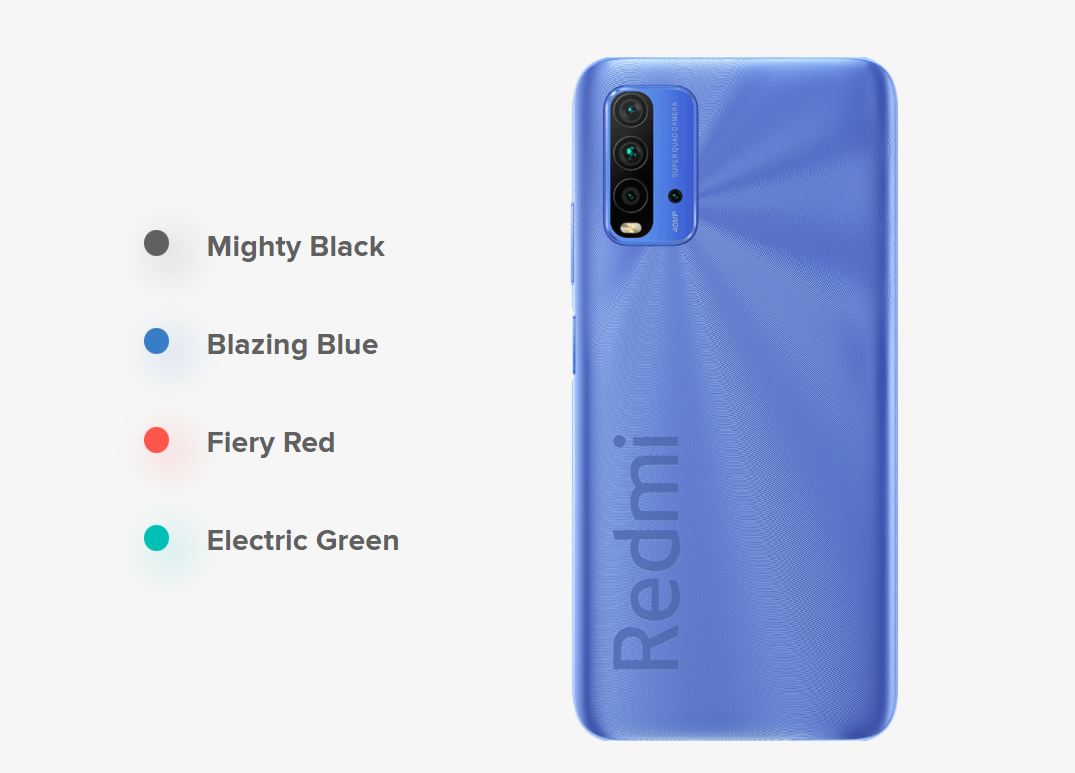 Mighty Black
Blazing Blue
Fiery Red
Electric Green
SUPER QUAD CAMERA
48MP
Redmi